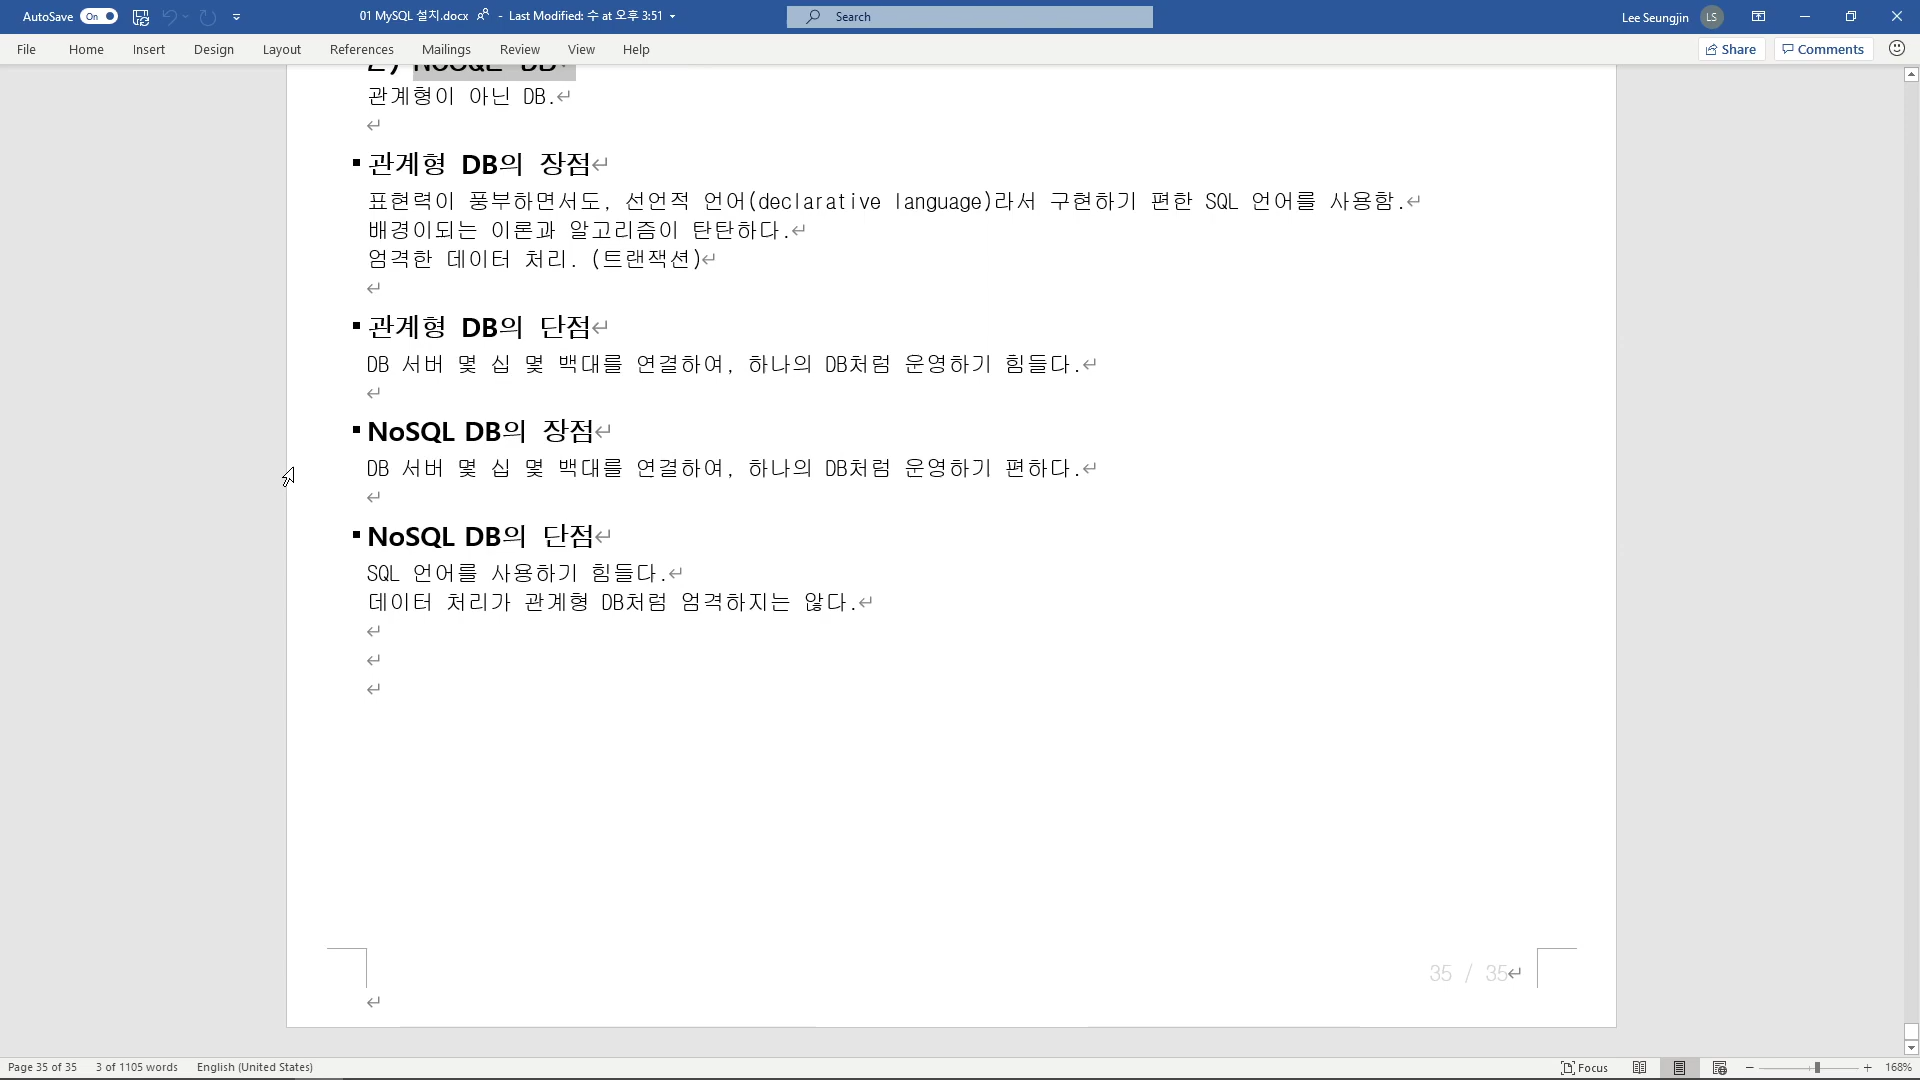 AutoSave On 01 MySQL 설치.docx - Last Modified: 수 at 오후 3:51 Search Lee Seungjin LS
File Home Insert Design Layout References Mailings Review View Help Share Comments
2) NoSQL DB
관계형이 아닌 DB.
관계형 DB의 장점
표현력이 풍부하면서도, 선언적 언어(declarative language)라서 구현하기 편한 SQL 언어를 사용함.
배경이되는 이론과 알고리즘이 탄탄하다.
엄격한 데이터 처리. (트랜잭션)
관계형 DB의 단점
DB 서버 몇 십 몇 백대를 연결하여, 하나의 DB처럼 운영하기 힘들다.
NoSQL DB의 장점
DB 서버 몇 십 몇 백대를 연결하여, 하나의 DB처럼 운영하기 편하다.
NoSQL DB의 단점
SQL 언어를 사용하기 힘들다.
데이터 처리가 관계형 DB처럼 엄격하지는 않다.
35 / 35
Page 35 of 35 3 of 1105 words English (United States) Focus 168%